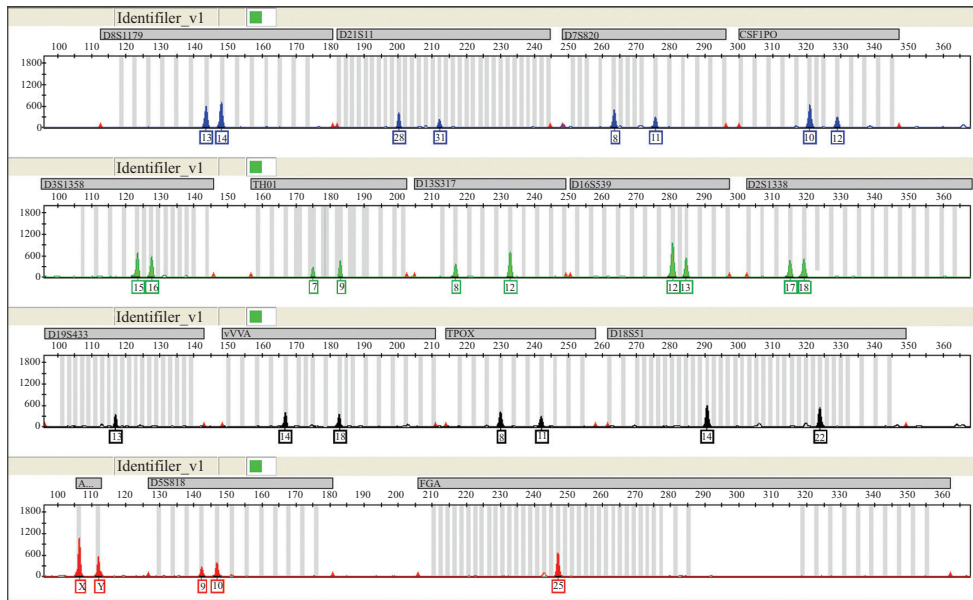 Identifiler_v1
D8S1179 D21S11 D7S820 CSF1PO
100 110 120 130 140 150 160 170 180 190 200 210 220 230 240 250 260 270 280 290 300 310 320 330 340 350 360
1800
1200
600
0
13 14 28 31 8 11 10 12
Identifiler_v1
D3S1358 TH01 D13S317 D16S539 D2S1338
100 110 120 130 140 150 160 170 180 190 200 210 220 230 240 250 260 270 280 290 300 310 320 330 340 350 360
1800
1200
600
0
15 16 7 9 8 12 12 13 17 18
Identifiler_v1
D19S433 vVVA TPOX D18S51
100 110 120 130 140 150 160 170 180 190 200 210 220 230 240 250 260 270 280 290 300 310 320 330 340 350 360
1800
1200
600
0
13 14 18 8 11 14 22
Identifiler_v1
A... D5S818 FGA
100 110 120 130 140 150 160 170 180 190 200 210 220 230 240 250 260 270 280 290 300 310 320 330 340 350 360
1800
1200
600
0
X Y 9 10 25